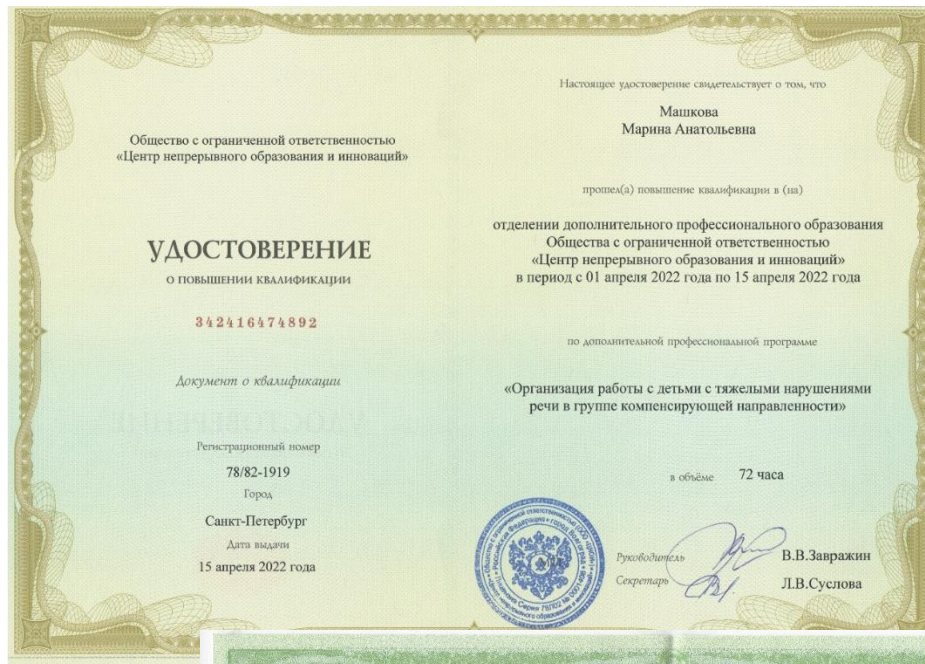 Общество с ограниченной ответственностью
«Центр непрерывного образования и инноваций»
УДОСТОВЕРЕНИЕ
О ПОВЫШЕНИИ КВАЛИФИКАЦИИ
342416474892
Документ о квалификации
Регистрационный номер
78/82-1919
Город
Санкт-Петербург
Дата выдачи
15 апреля 2022 года
Настоящее удостоверение свидетельствует о том, что
Машкова
Марина Анатольевна
прошел(а) повышение квалификации в (на)
отделении дополнительного профессионального образования
Общества с ограниченной ответственностью
«Центр непрерывного образования и инноваций»
в период с 01 апреля 2022 года по 15 апреля 2022 года
по дополнительной профессиональной программе
«Организация работы с детьми с тяжелыми нарушениями
речи в группе компенсирующей направленности»
в объёме 72 часа
Руководитель В.В.Завражин
Секретарь Л.В.Суслова